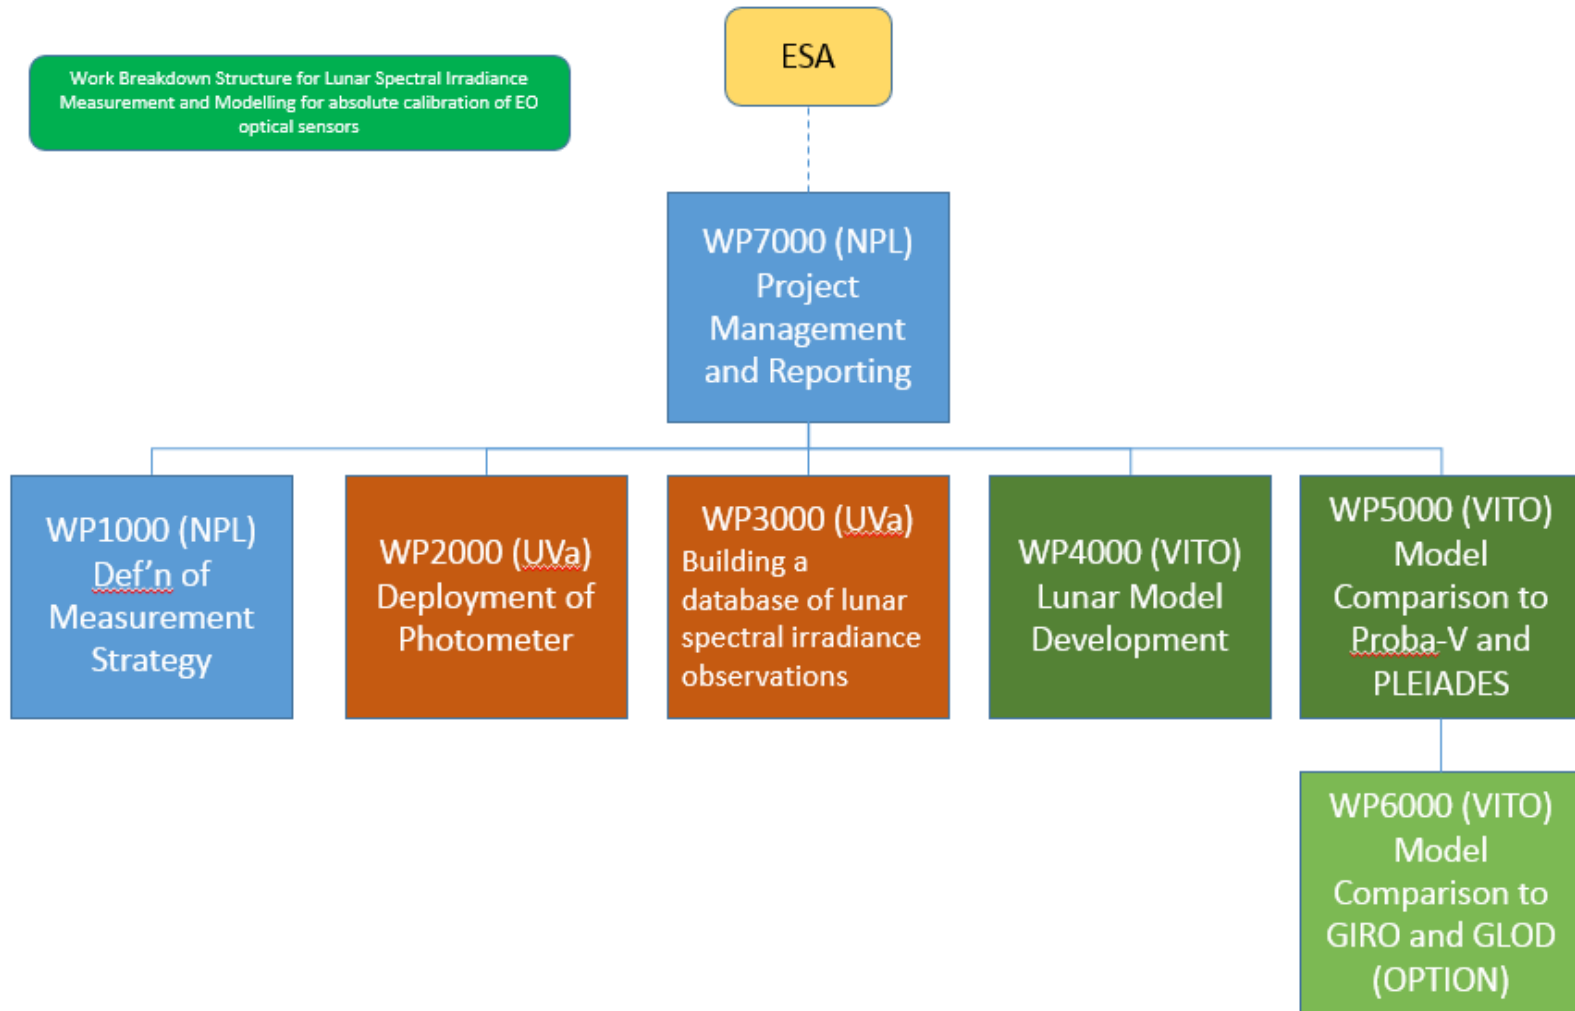 ESA
Work Breakdown Structure for Lunar Spectral Irradiance
Measurement and Modelling for absolute calibration of EO
optical sensors
WP7000 (NPL)
Project
Management
and Reporting
WP1000 (NPL)
Def’n of
Measurement
Strategy
WP2000 (UVa)
Deployment of
Photometer
WP3000 (UVa)
Building a
database of lunar
spectral irradiance
observations
WP4000 (VITO)
Lunar Model
Development
WP5000 (VITO)
Model
Comparison to
Proba-V and
PLEIADES
WP6000 (VITO)
Model
Comparison to
GIRO and GLOD
(OPTION)